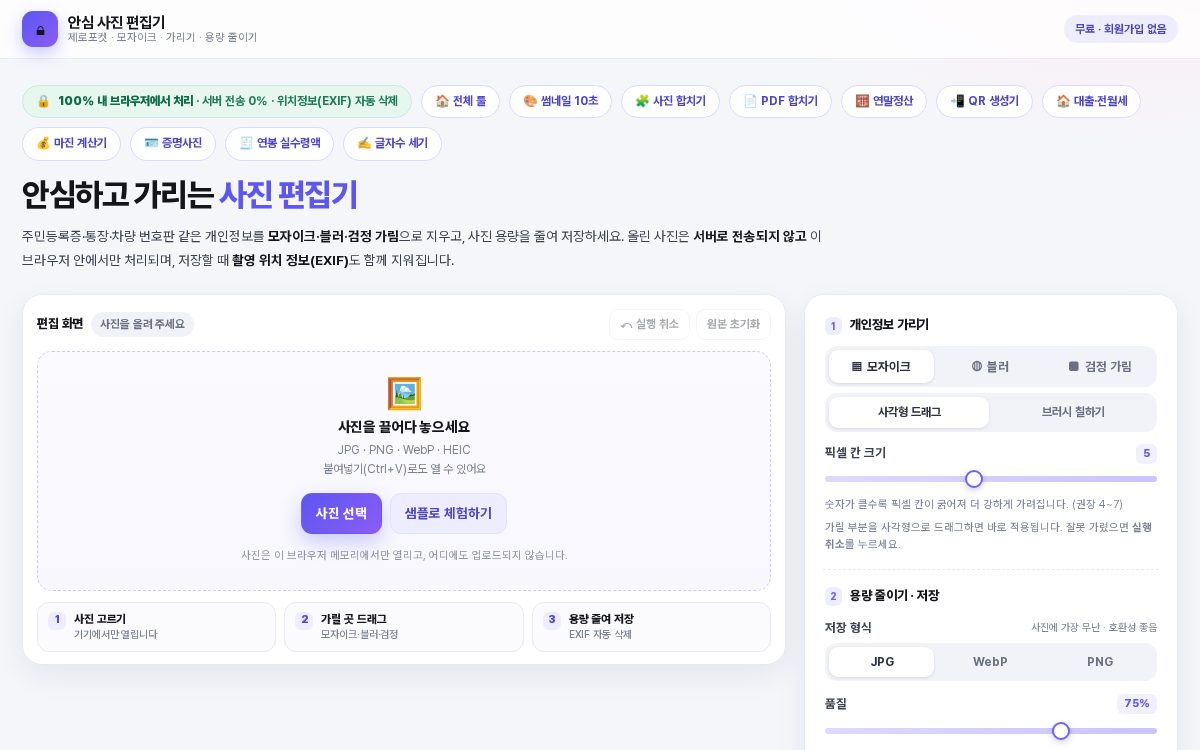 안심 사진 편집기
제로포켓 · 모자이크 · 가리기 · 용량 줄이기
무료 · 회원가입 없음
100% 내 브라우저에서 처리 · 서버 전송 0% · 위치정보(EXIF) 자동 삭제
전체 툴
썸네일 10초
사진 합치기
PDF 합치기
연말정산
QR 생성기
대출·전월세
마진 계산기
증명사진
연봉 실수령액
글자수 세기
안심하고 가리는 사진 편집기
주민등록증·통장·차량 번호판 같은 개인정보를 모자이크·블러·검정 가림으로 지우고, 사진 용량을 줄여 저장하세요. 올린 사진은 서버로 전송되지 않고 이
브라우저 안에서만 처리되며, 저장할 때 촬영 위치 정보(EXIF)도 함께 지워집니다.
편집 화면
사진을 올려 주세요
실행 취소
원본 초기화
사진을 끌어다 놓으세요
JPG · PNG · WebP · HEIC
붙여넣기(Ctrl+V)로도 열 수 있어요
사진 선택
샘플로 체험하기
사진은 이 브라우저 메모리에서만 열리고, 어디에도 업로드되지 않습니다.
1 사진 고르기
기기에서만 열립니다
2 가릴 곳 드래그
모자이크·블러·검정
3 용량 줄여 저장
EXIF 자동 삭제
1 개인정보 가리기
모자이크
블러
검정 가림
사각형 드래그
브러시 칠하기
픽셀 칸 크기
5
숫자가 클수록 픽셀 칸이 굵어져 더 강하게 가려집니다. (권장 4~7)
가릴 부분을 사각형으로 드래그하면 바로 적용됩니다. 잘못 가렸으면 실행
취소를 누르세요.
2 용량 줄이기 · 저장
저장 형식
사진에 가장 무난 · 호환성 좋음
JPG
WebP
PNG
품질
75%